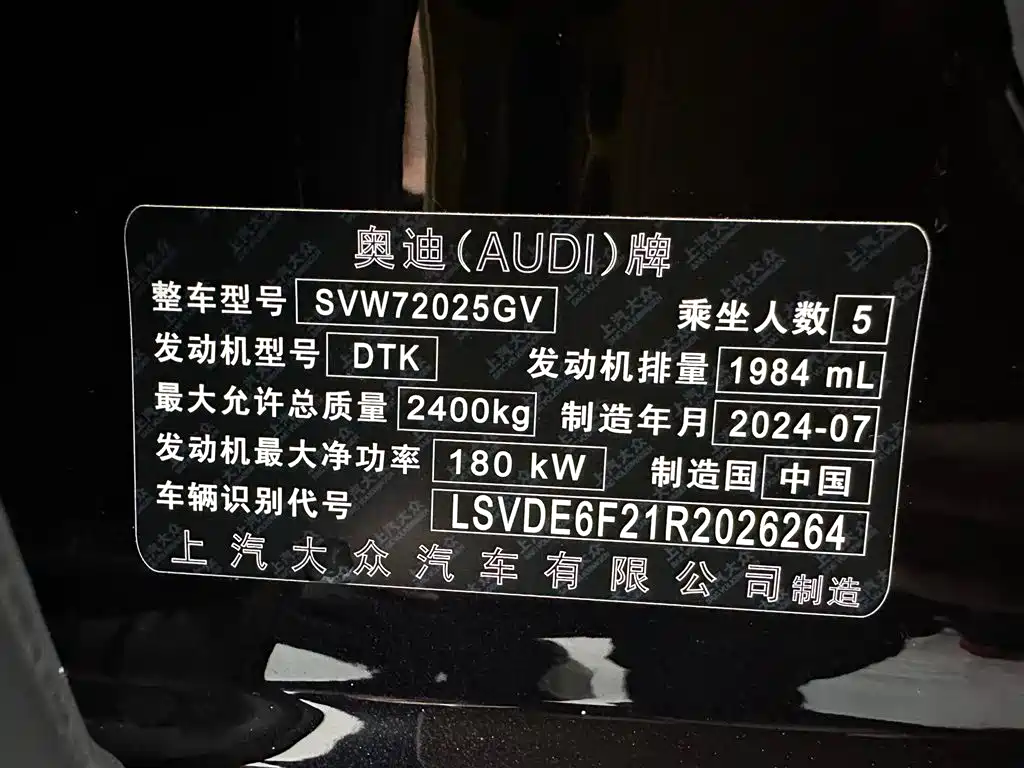 奥迪(AUDI)牌
整车型号 SVW72025GV 乘坐人数 5
发动机型号 DTK 发动机排量 1984 mL
最大允许总质量 2400kg 制造年月 2024-07
发动机最大净功率 180 kW 制造国 中国
车辆识别代号 LSVDE6F21R2026264
上汽大众汽车有限公司制造